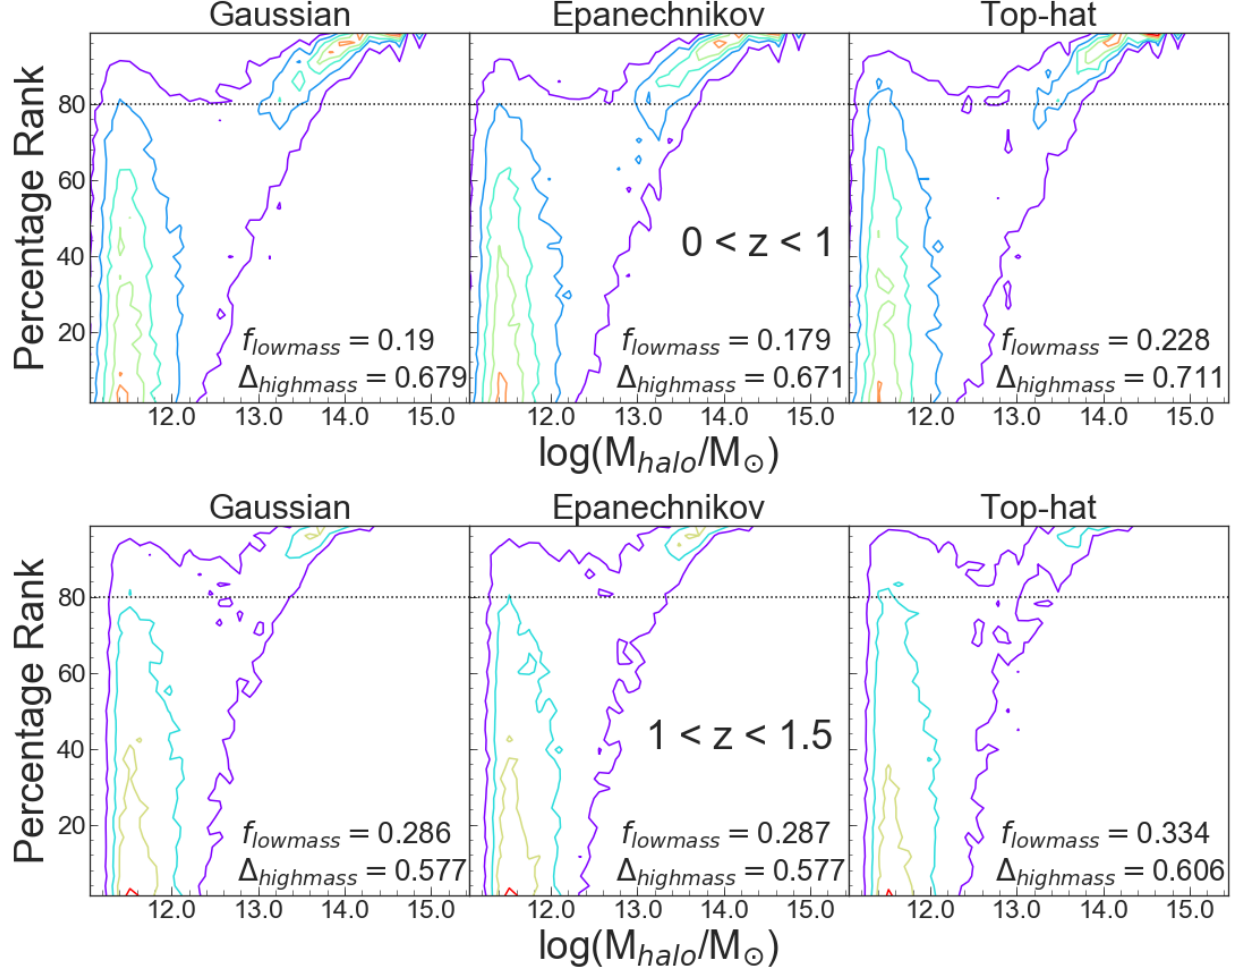 Gaussian Epanechnikov Top-hat
Percentage Rank
80
60
40
20
0 < z < 1
f_lowmass = 0.19 f_lowmass = 0.179 f_lowmass = 0.228
Δ_highmass = 0.679 Δ_highmass = 0.671 Δ_highmass = 0.711
12.0 13.0 14.0 15.0 12.0 13.0 14.0 15.0 12.0 13.0 14.0 15.0
log(M_halo/M_⊙)
Gaussian Epanechnikov Top-hat
Percentage Rank
80
60
40
20
1 < z < 1.5
f_lowmass = 0.286 f_lowmass = 0.287 f_lowmass = 0.334
Δ_highmass = 0.577 Δ_highmass = 0.577 Δ_highmass = 0.606
12.0 13.0 14.0 15.0 12.0 13.0 14.0 15.0 12.0 13.0 14.0 15.0
log(M_halo/M_⊙)